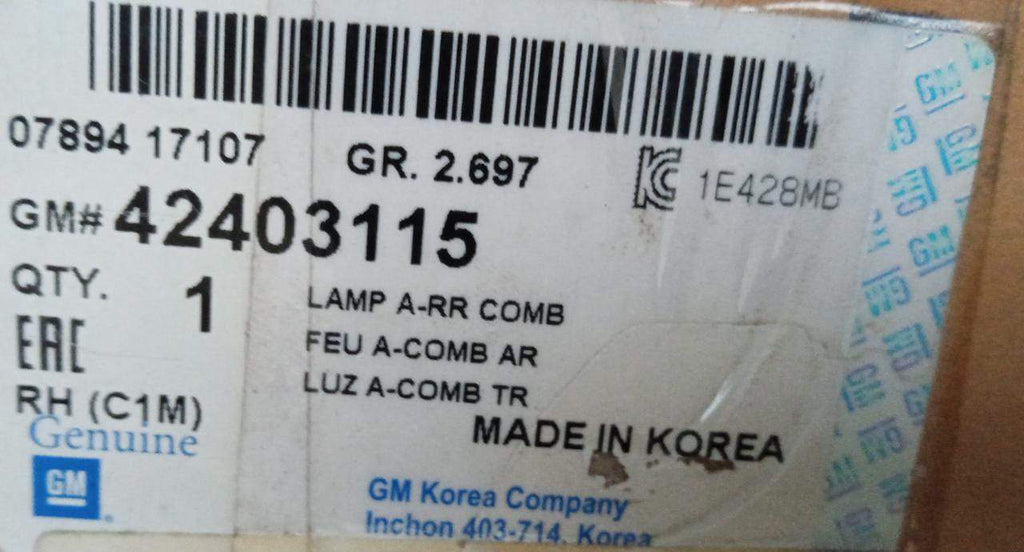 07894 17107
GR. 2.697
1E428MB
GM# 42403115
QTY. 1
LAMP A-RR COMB
FEU A-COMB AR
LUZ A-COMB TR
EAC
RH (C1M)
MADE IN KOREA
Genuine
GM
GM Korea Company
Inchon 403-714, Korea